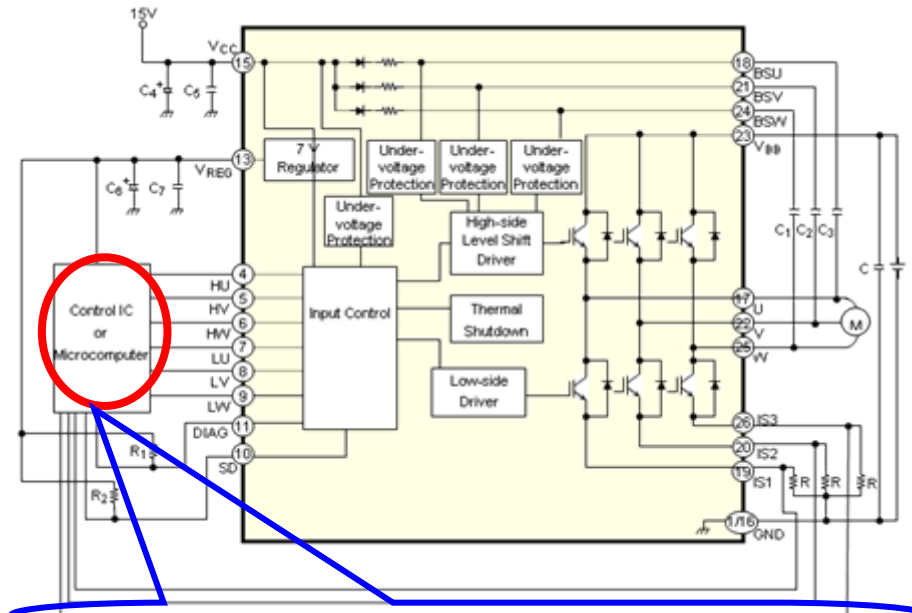 15V
VCC
15
C4+
C5
18
BSU
21
BSV
24
BSW
23
VBB
13
VREG
7 V
Regulator
C6+
C7
Under-
voltage
Protection
Under-
voltage
Protection
Under-
voltage
Protection
Under-
voltage
Protection
High-side
Level Shift
Driver
C1
C2
C3
C
Control IC
or
Microcomputer
4
HU
5
HV
6
HW
7
LU
8
LV
9
LW
11
DIAG
10
SD
R1
R2
Input Control
Thermal
Shutdown
Low-side
Driver
17
U
22
V
25
W
M
26
IS3
20
IS2
19
IS1
R
R
R
1/16
GND